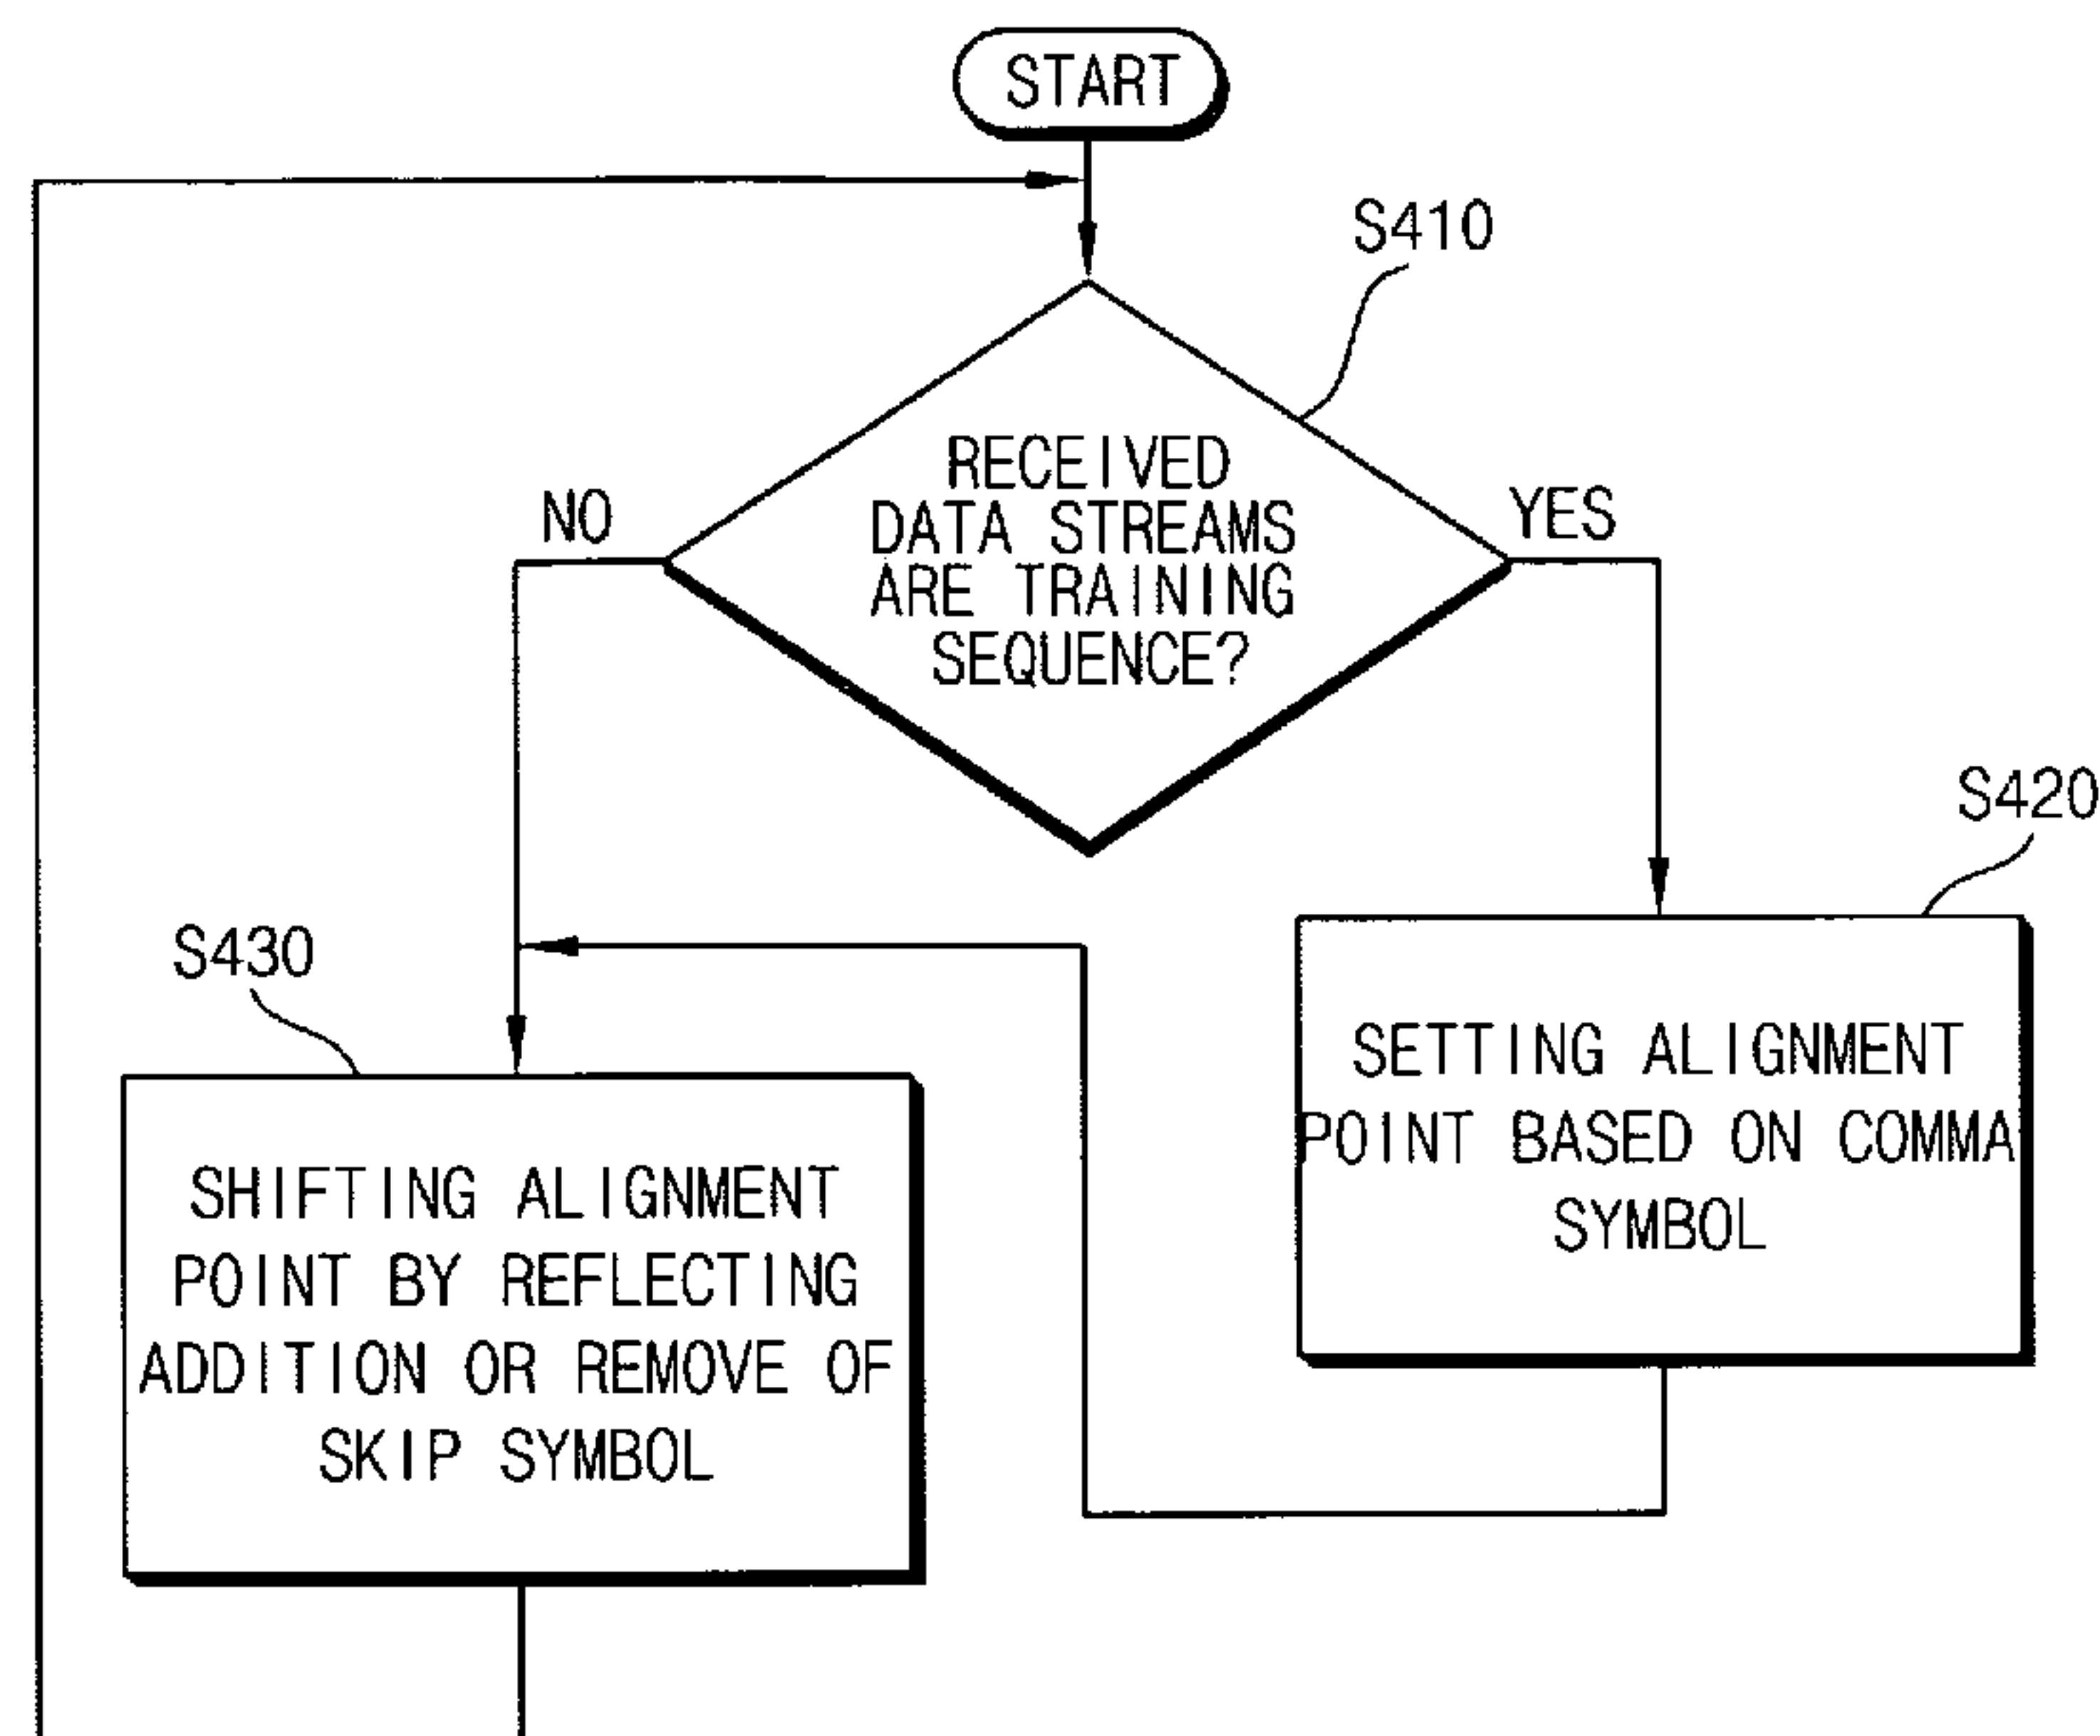 START
S410
RECEIVED
DATA STREAMS
ARE TRAINING
SEQUENCE?
NO
YES
S420
SETTING ALIGNMENT
POINT BASED ON COMMA
SYMBOL
S430
SHIFTING ALIGNMENT
POINT BY REFLECTING
ADDITION OR REMOVE OF
SKIP SYMBOL